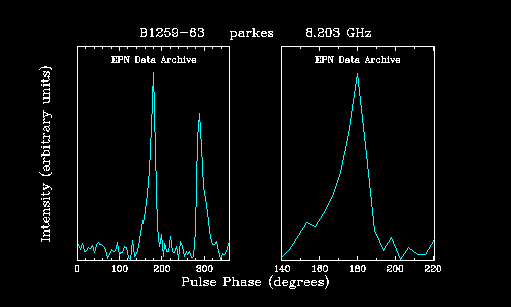 B1259-63 parkes 8.203 GHz
EPN Data Archive EPN Data Archive
Intensity (arbitrary units)
0 100 200 300 140 160 180 200 220
Pulse Phase (degrees)